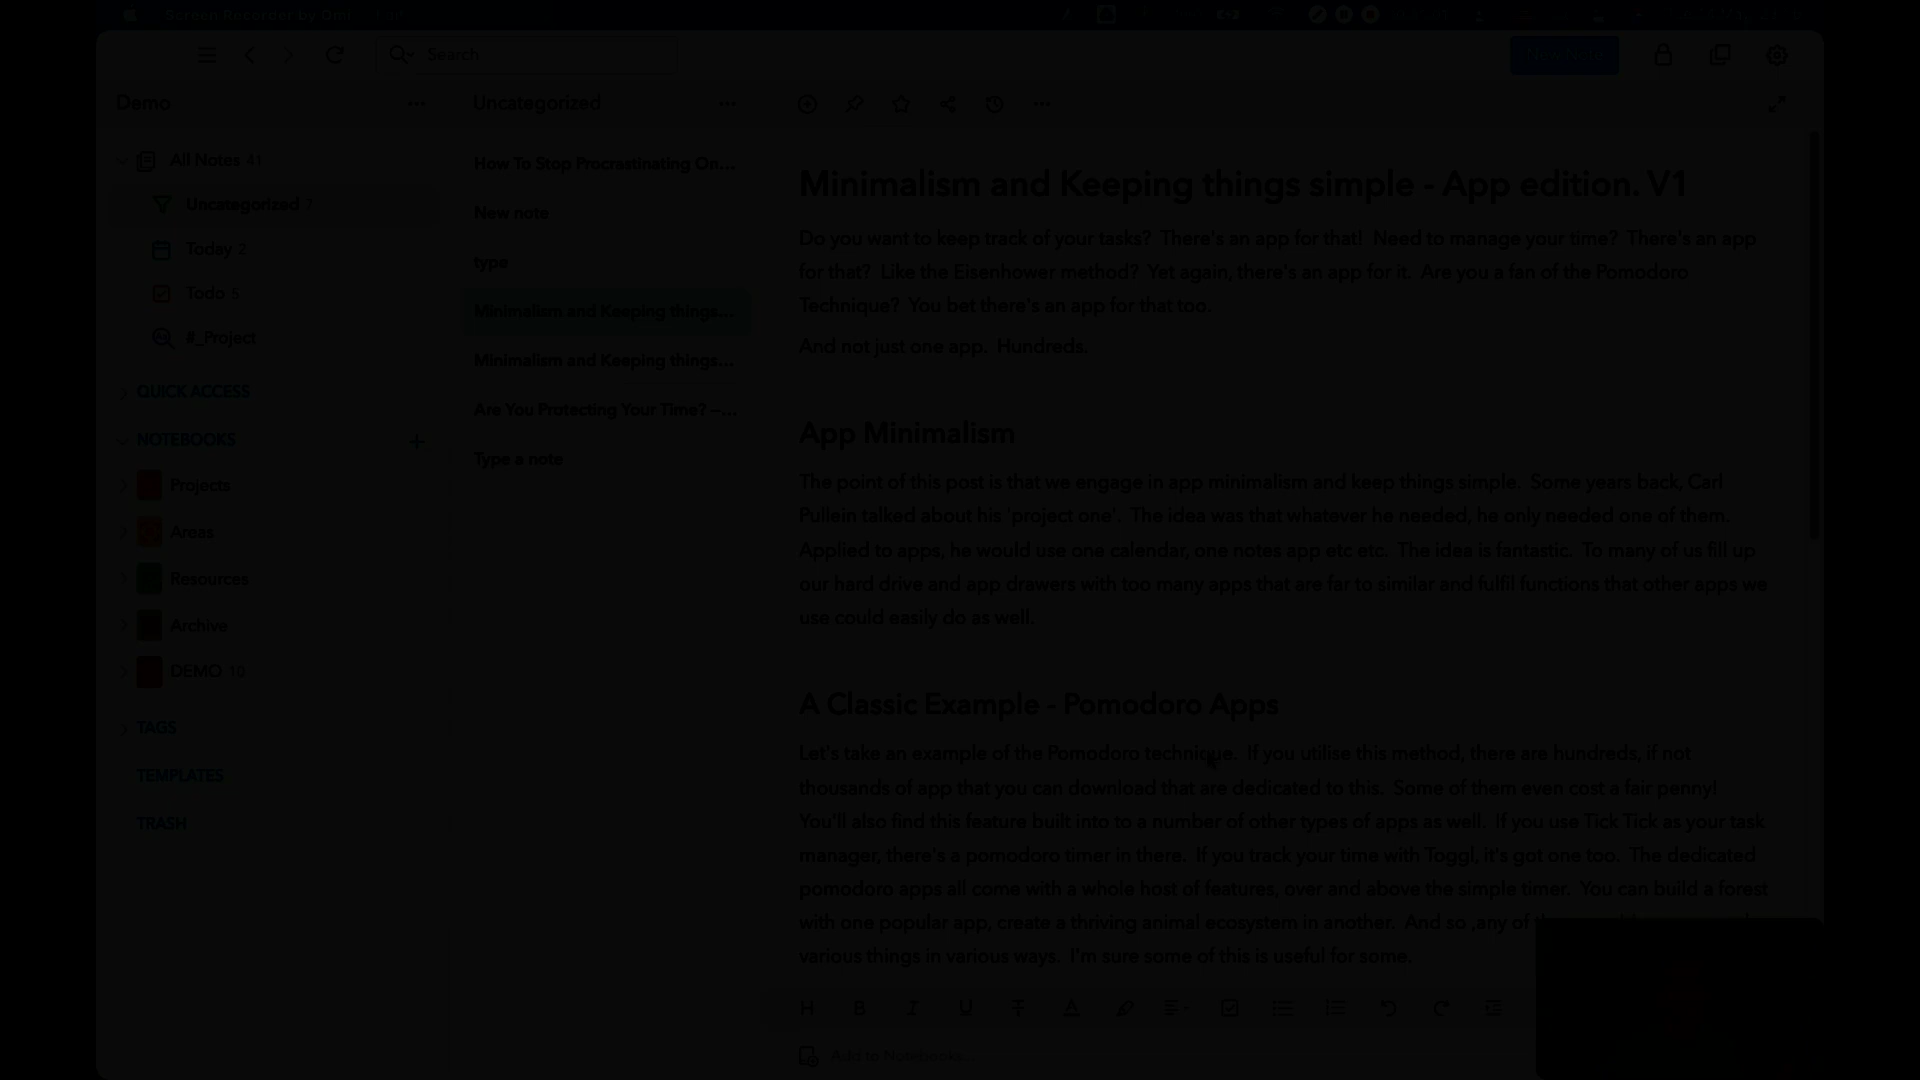 Screen Recorder by Omi
Search
New Note
Demo
Uncategorized
All Notes 41
Uncategorized 7
Today 2
Todo 5
#_Project
QUICK ACCESS
NOTEBOOKS
Projects
Areas
Resources
Archive
DEMO 10
TAGS
TEMPLATES
TRASH
How To Stop Procrastinating On...
New note
type
Minimalism and Keeping things...
Minimalism and Keeping things...
Are You Protecting Your Time? –...
Type a note
Minimalism and Keeping things simple - App edition. V1
Do you want to keep track of your tasks? There's an app for that! Need to manage your time? There's an app
for that? Like the Eisenhower method? Yet again, there's an app for it. Are you a fan of the Pomodoro
Technique? You bet there's an app for that too.
And not just one app. Hundreds.
App Minimalism
The point of this post is that we engage in app minimalism and keep things simple. Some years back, Carl
Pullein talked about his 'project one'. The idea was that whatever he needed, he only needed one of them.
Applied to apps, he would use one calendar, one notes app etc etc. The idea is fantastic. To many of us fill up
our hard drive and app drawers with too many apps that are far to similar and fulfil functions that other apps we
use could easily do as well.
A Classic Example - Pomodoro Apps
Let's take an example of the Pomodoro technique. If you utilise this method, there are hundreds, if not
thousands of app that you can download that are dedicated to this. Some of them even cost a fair penny!
You'll also find this feature built into to a number of other types of apps as well. If you use Tick Tick as your task
manager, there's a pomodoro timer in there. If you track your time with Toggl, it's got one too. The dedicated
pomodoro apps all come with a whole host of features, over and above the simple timer. You can build a forest
with one popular app, create a thriving animal ecosystem in another. And so ,any of
various things in various ways. I'm sure some of this is useful for some.
Add to Notebooks...